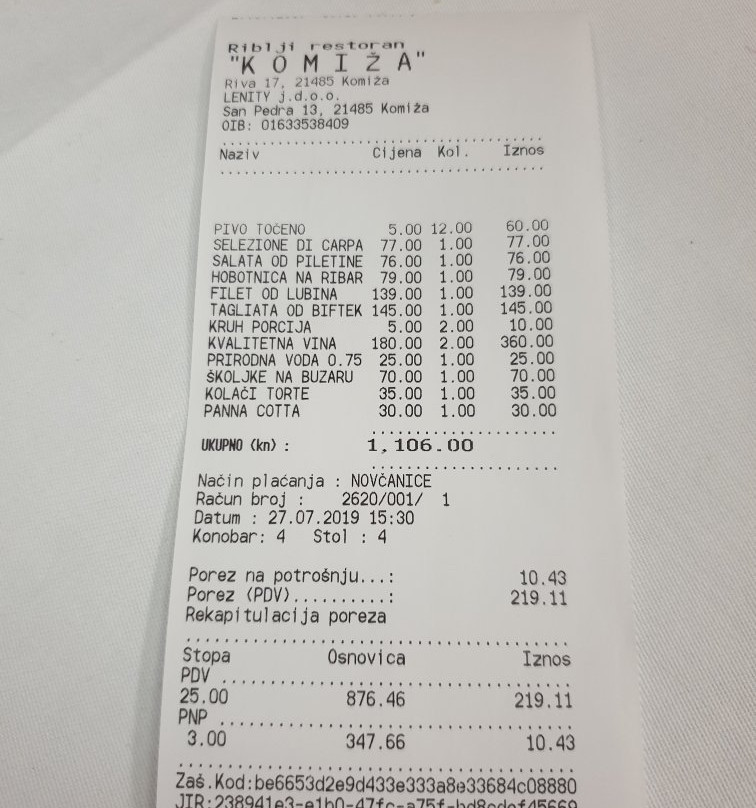 Riblji restoran
"K O M I Ž A"
Riva 17, 21485 Komiža
LENITY j.d.o.o.
San Pedra 13, 21485 Komiža
OIB: 01633538409
Naziv Cijena Kol. Iznos
PIVO TOČENO 5.00 12.00 60.00
SELEZIONE DI CARPA 77.00 1.00 77.00
SALATA OD PILETINE 76.00 1.00 76.00
HOBOTNICA NA RIBAR 79.00 1.00 79.00
FILET OD LUBINA 139.00 1.00 139.00
TAGLIATA OD BIFTEK 145.00 1.00 145.00
KRUH PORCIJA 5.00 2.00 10.00
KVALITETNA VINA 180.00 2.00 360.00
PRIRODNA VODA 0.75 25.00 1.00 25.00
ŠKOLJKE NA BUZARU 70.00 1.00 70.00
KOLAČI TORTE 35.00 1.00 35.00
PANNA COTTA 30.00 1.00 30.00
UKUPNO (kn) : 1,106.00
Način plaćanja : NOVČANICE
Račun broj : 2620/001/ 1
Datum : 27.07.2019 15:30
Konobar: 4 Stol : 4
Porez na potrošnju...: 10.43
Porez (PDV)..........: 219.11
Rekapitulacija poreza
Stopa Osnovica Iznos
PDV
25.00 876.46 219.11
PNP
3.00 347.66 10.43
Zaš.Kod:be6653d2e9d433e333a8e33684c08880
JIR:238941e3-e1b0-47fc-a75f-bd8cdef45669